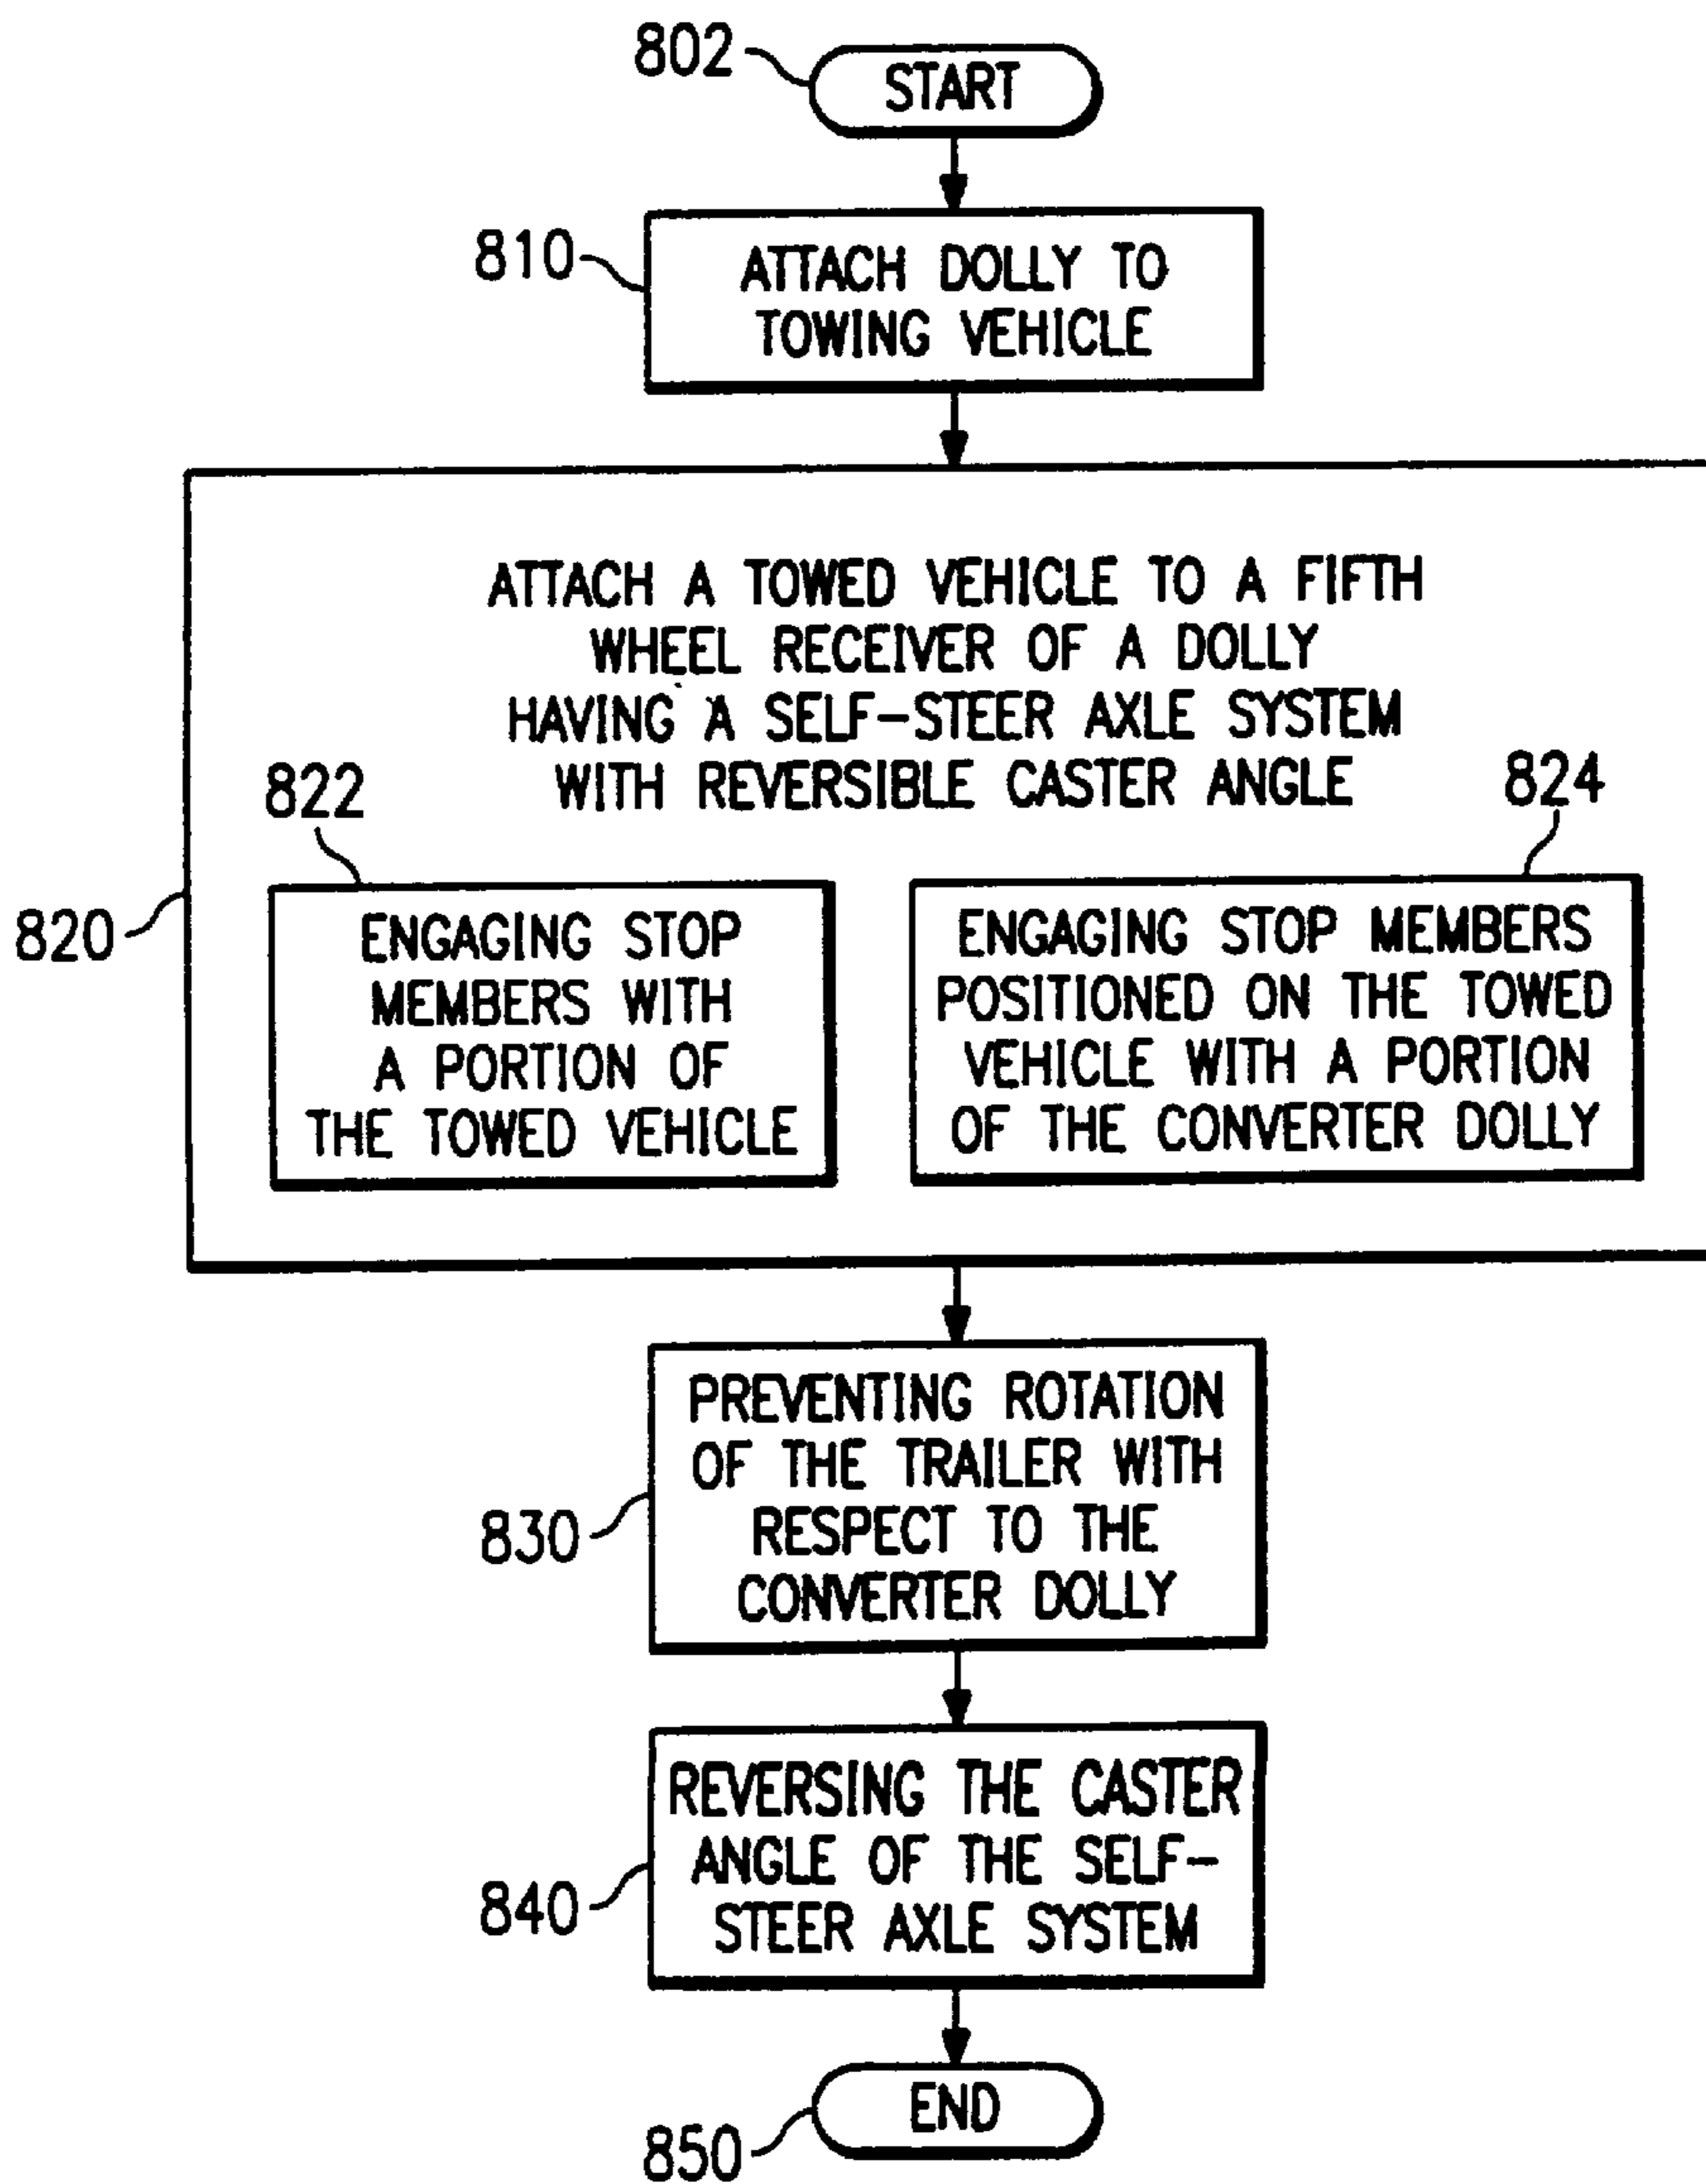 802
START
810
ATTACH DOLLY TO
TOWING VEHICLE
ATTACH A TOWED VEHICLE TO A FIFTH
WHEEL RECEIVER OF A DOLLY
HAVING A SELF-STEER AXLE SYSTEM
WITH REVERSIBLE CASTER ANGLE
822
824
820
ENGAGING STOP
MEMBERS WITH
A PORTION OF
THE TOWED VEHICLE
ENGAGING STOP MEMBERS
POSITIONED ON THE TOWED
VEHICLE WITH A PORTION
OF THE CONVERTER DOLLY
830
PREVENTING ROTATION
OF THE TRAILER WITH
RESPECT TO THE
CONVERTER DOLLY
840
REVERSING THE CASTER
ANGLE OF THE SELF-
STEER AXLE SYSTEM
END
850